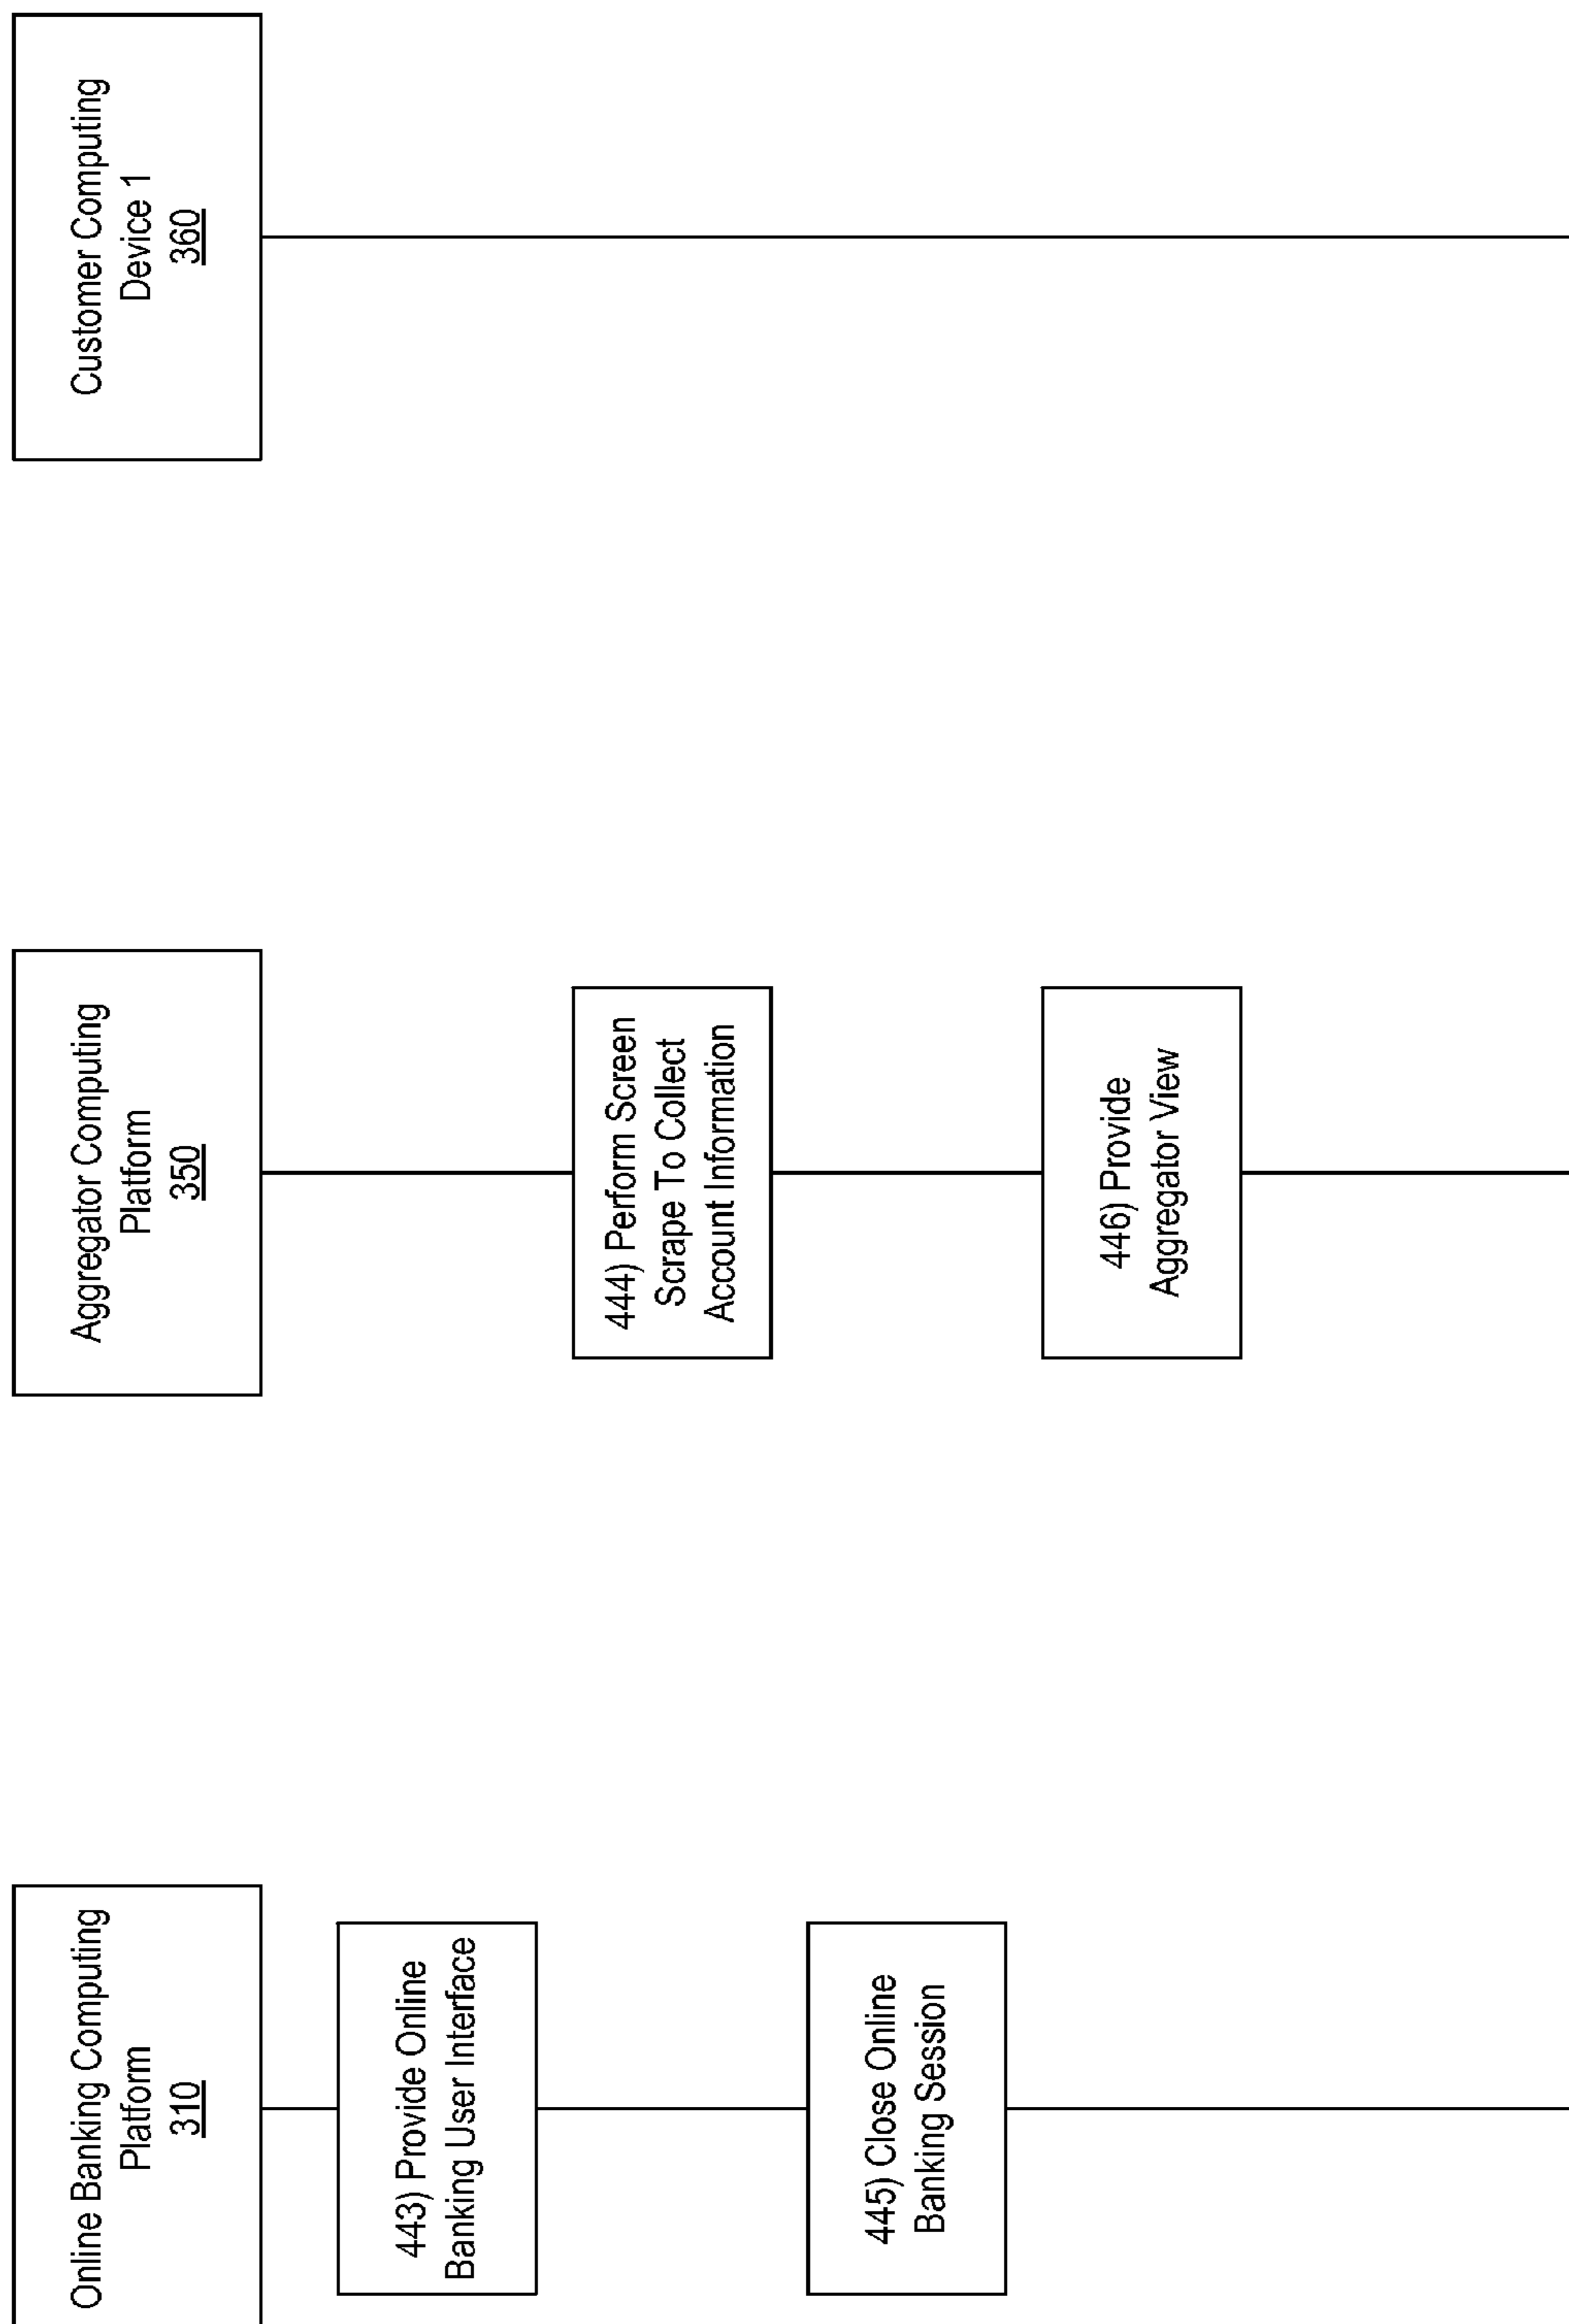 Online Banking Computing
Platform
310
Aggregator Computing
Platform
350
Customer Computing
Device 1
360
443) Provide Online
Banking User Interface
444) Perform Screen
Scrape To Collect
Account Information
445) Close Online
Banking Session
446) Provide
Aggregator View